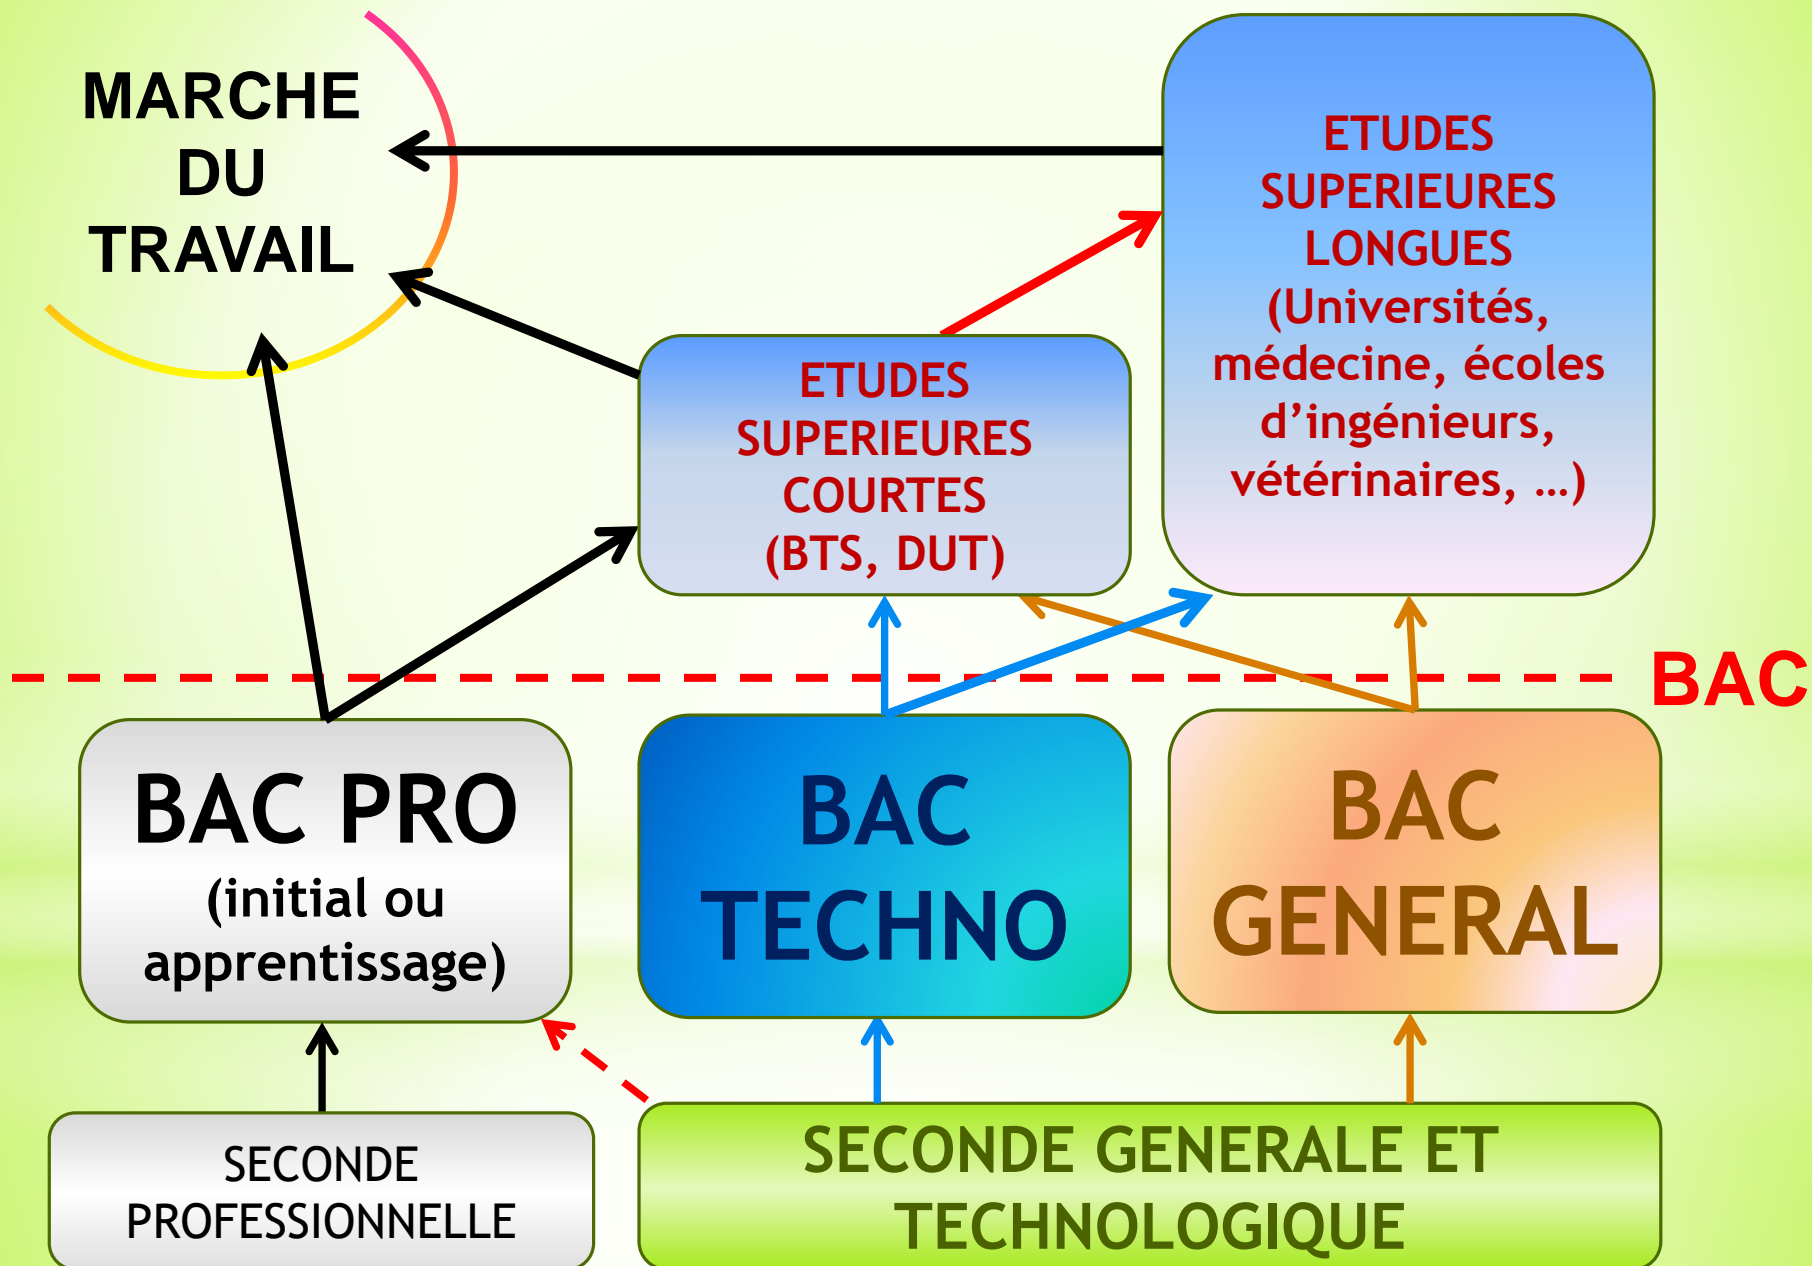 MARCHE
DU
TRAVAIL
ETUDES
SUPERIEURES
LONGUES
(Universités,
médecine, écoles
d’ingénieurs,
vétérinaires, …)
ETUDES
SUPERIEURES
COURTES
(BTS, DUT)
BAC
BAC PRO
(initial ou
apprentissage)
BAC
TECHNO
BAC
GENERAL
SECONDE
PROFESSIONNELLE
SECONDE GENERALE ET
TECHNOLOGIQUE